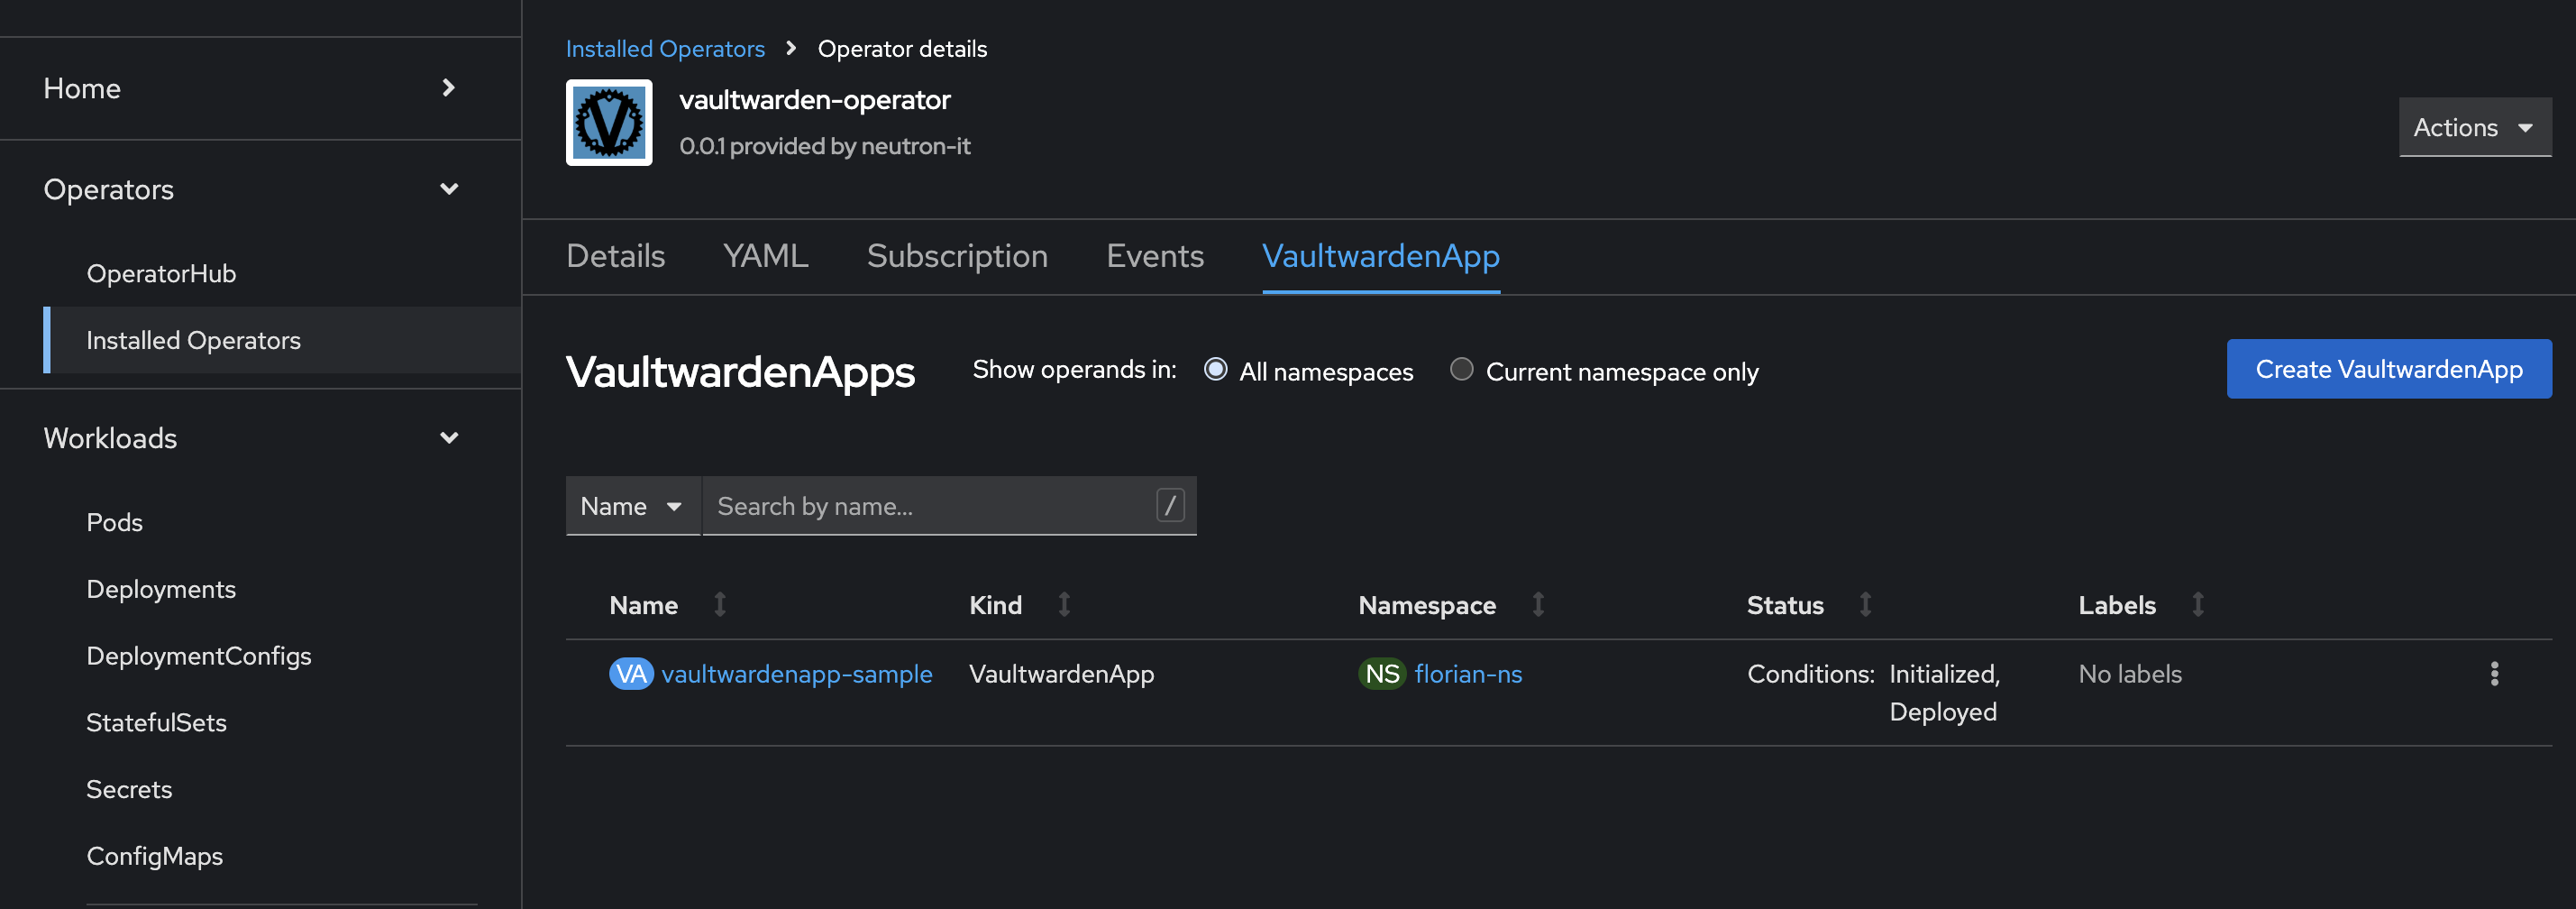 Home
Operators
OperatorHub
Installed Operators
Workloads
Pods
Deployments
DeploymentConfigs
StatefulSets
Secrets
ConfigMaps
Installed Operators > Operator details
V
vaultwarden-operator
0.0.1 provided by neutron-it
Actions
Details YAML Subscription Events VaultwardenApp
VaultwardenApps Show operands in: All namespaces Current namespace only Create VaultwardenApp
Name Search by name... /
Name Kind Namespace Status Labels
VA vaultwardenapp-sample VaultwardenApp NS florian-ns Conditions: Initialized, No labels
Deployed